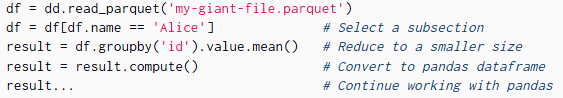 df = dd.read_parquet('my-giant-file.parquet')
df = df[df.name == 'Alice']              # Select a subsection
result = df.groupby('id').value.mean()   # Reduce to a smaller size
result = result.compute()                # Convert to pandas dataframe
result...                                # Continue working with pandas